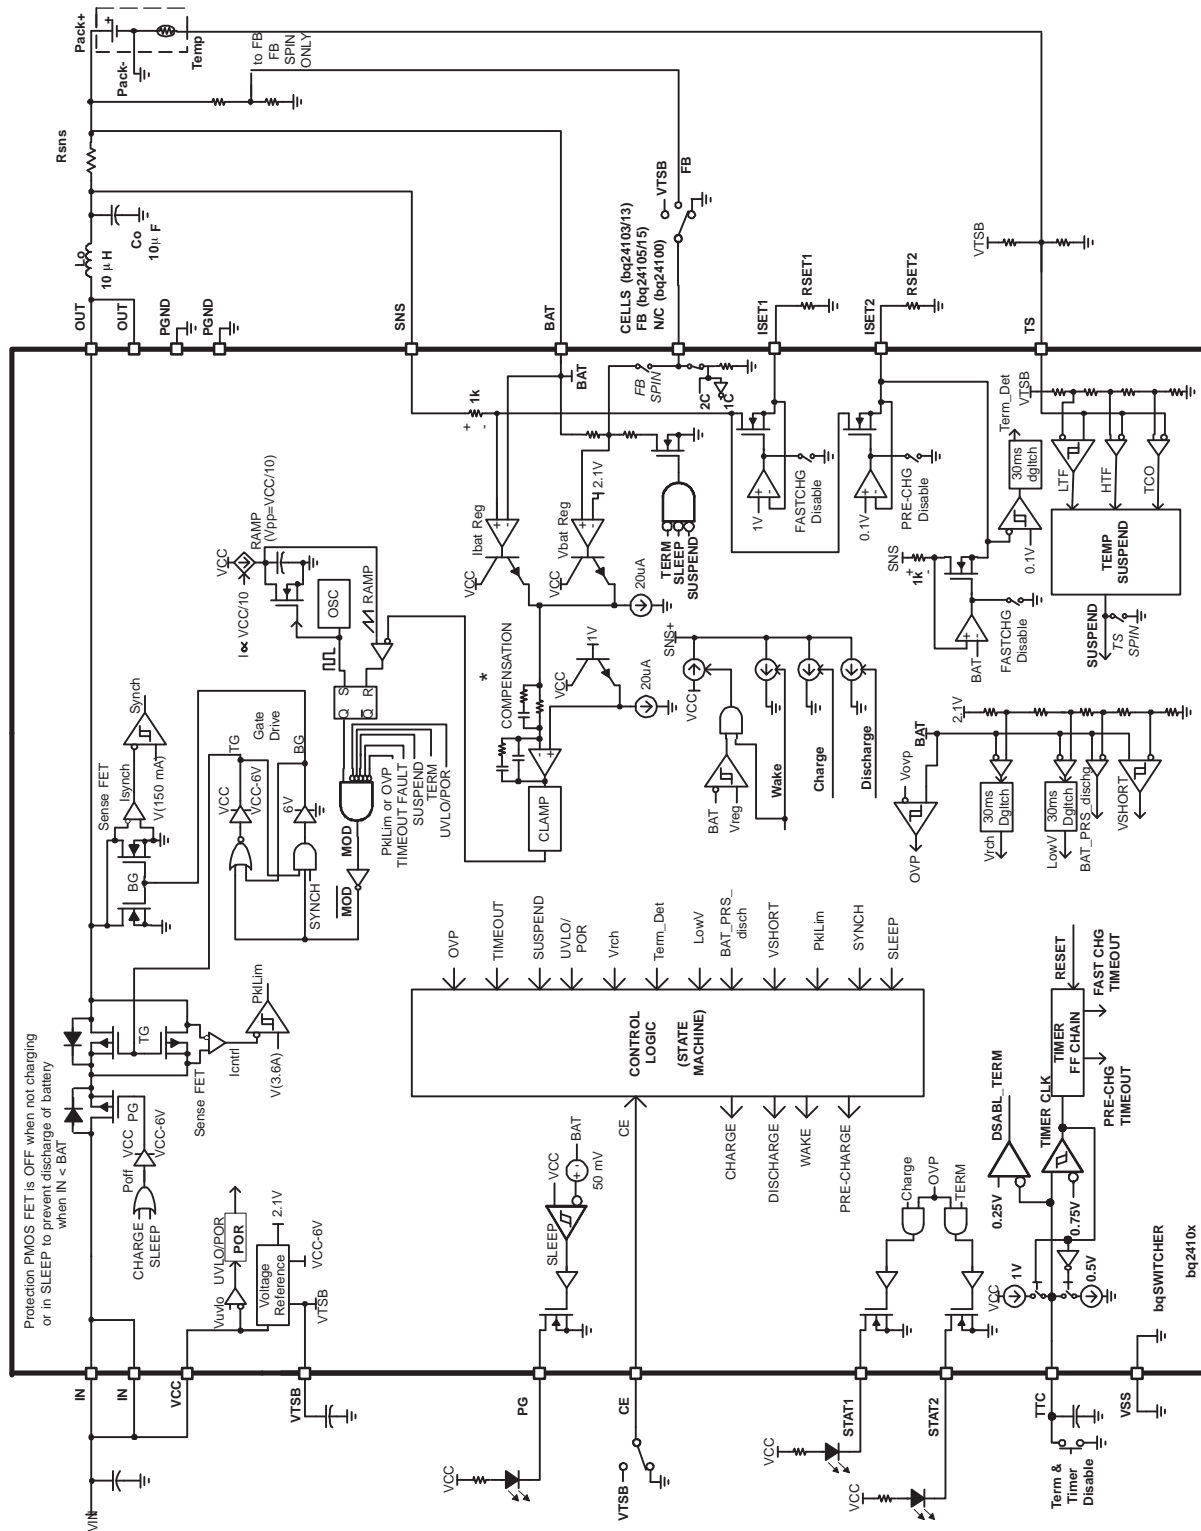 Pack+
Pack-
Temp
to FB
FB
SPIN
ONLY
Rsns
Lo
10 μ H
Co
10μ F
OUT
OUT
PGND
PGND
SNS
BAT
CELLS (bq24103/13)
FB (bq24105/15)
N/C (bq24100)
VTSB
FB
ISET1
RSET1
ISET2
RSET2
VTSB
TS
Protection PMOS FET is OFF when not charging
or in SLEEP to prevent discharge of battery
when IN < BAT
VIN
IN
IN
VCC
VTSB
Poff
VCC
VCC-6V
PG
CHARGE
SLEEP
UVLO/POR
POR
Vuvlo
2.1V
Voltage
Reference
VCC-6V
VTSB
TG
Sense FET
Icntrl
PkILim
V(3.6A)
Sense FET
BG
Isynch
Synch
V(150 mA)
TG
VCC
VCC-6V
Gate
Drive
BG
6V
SYNCH
MOD
MOD
PkILim or OVP
TIMEOUT FAULT
SUSPEND
TERM
UVLO/POR
I ∝ VCC/10
VCC
RAMP
(Vpp=VCC/10)
OSC
RAMP
S
R
Q
Q
+
1k
-
BAT
Ibat Reg
VCC
+
-
Vbat Reg
VCC
+
-
2.1V
20uA
TERM
SLEEP
SUSPEND
FB
SPIN
2C
1C
*
COMPENSATION
CLAMP
-
+
VCC
1V
20uA
1V
+
-
FASTCHG
Disable
0.1V
+
-
PRE-CHG
Disable
SNS
+
1k
-
BAT
+
-
FASTCHG
Disable
0.1V
30ms
dgltch
Term_Det
VTSB
LTF
HTF
TCO
TEMP
SUSPEND
SUSPEND
TS
SPIN
SNS+
VCC
BAT
Vreg
Wake
Charge
Discharge
BAT
2.1V
Vovp
OVP
30ms
Dgltch
Vrch
30ms
Dgltch
LowV
BAT_PRS_dischg
VSHORT
OVP
TIMEOUT
SUSPEND
UVLO/
POR
Vrch
Term_Det
LowV
BAT_PRS_
disch
VSHORT
PkILim
SYNCH
SLEEP
CONTROL
LOGIC
(STATE
MACHINE)
CE
CHARGE
DISCHARGE
WAKE
PRE-CHARGE
SLEEP
VCC
BAT
+
-
50 mV
PG
VCC
CE
VTSB
Charge
OVP
TERM
STAT1
VCC
STAT2
VCC
TTC
Term &
Timer
Disable
VCC
1V
0.5V
0.25V
DSABL_TERM
0.75V
TIMER CLK
TIMER
FF CHAIN
RESET
FAST CHG
TIMEOUT
PRE-CHG
TIMEOUT
VSS
bqSWITCHER
bq2410x